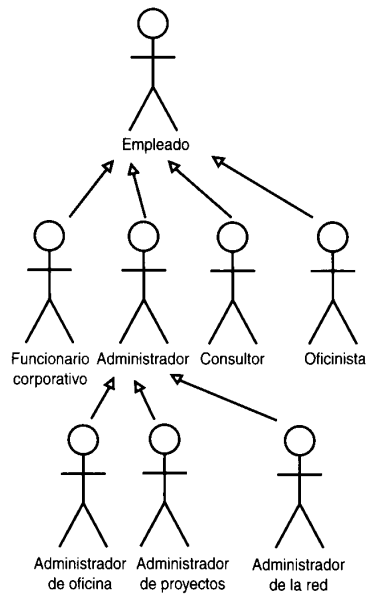 Empleado
Funcionario
corporativo
Administrador
Consultor
Oficinista
Administrador
de oficina
Administrador
de proyectos
Administrador
de la red